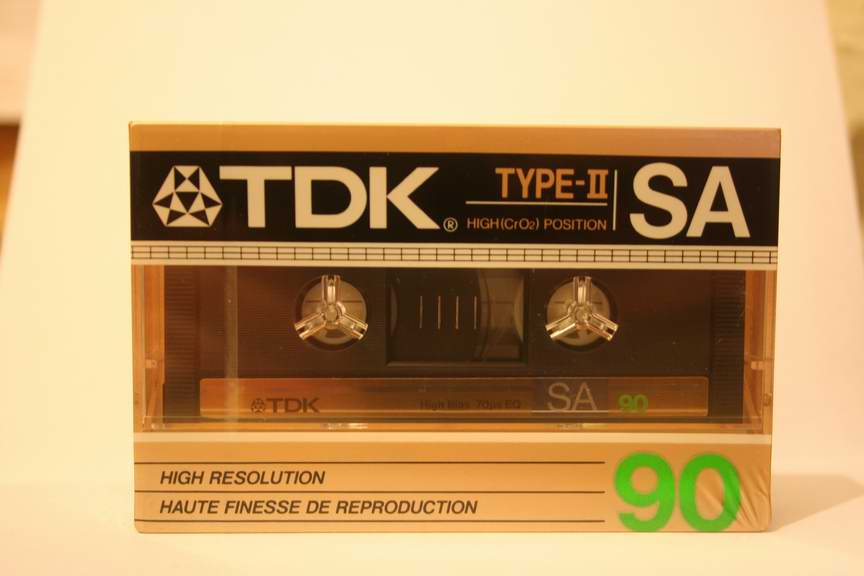 TDK® TYPE-II SA
HIGH (CrO₂) POSITION
TDK High Bias 70μs EQ SA 90
HIGH RESOLUTION
HAUTE FINESSE DE REPRODUCTION
90